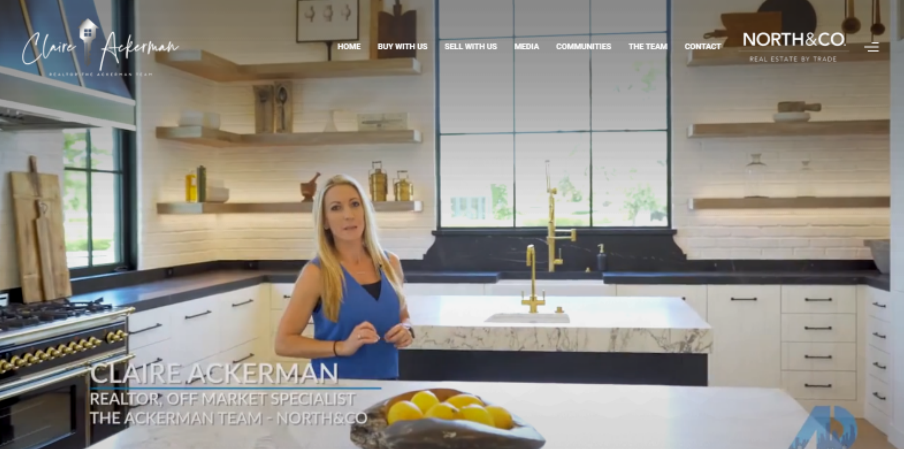 Claire Ackerman
REALTOR THE ACKERMAN TEAM
HOME BUY WITH US SELL WITH US MEDIA COMMUNITIES THE TEAM CONTACT
NORTH&CO.
REAL ESTATE BY TRADE
CLAIRE ACKERMAN
REALTOR, OFF MARKET SPECIALIST
THE ACKERMAN TEAM - NORTH&CO